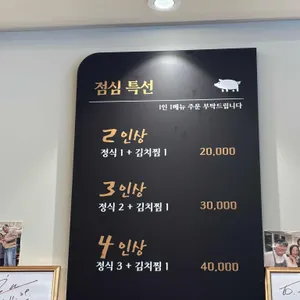 점심 특선
1인 1메뉴 주문 부탁드립니다
2인상
정식 1 + 김치찜 1
20,000
3인상
정식 2 + 김치찜 1
30,000
4인상
정식 3 + 김치찜 1
40,000